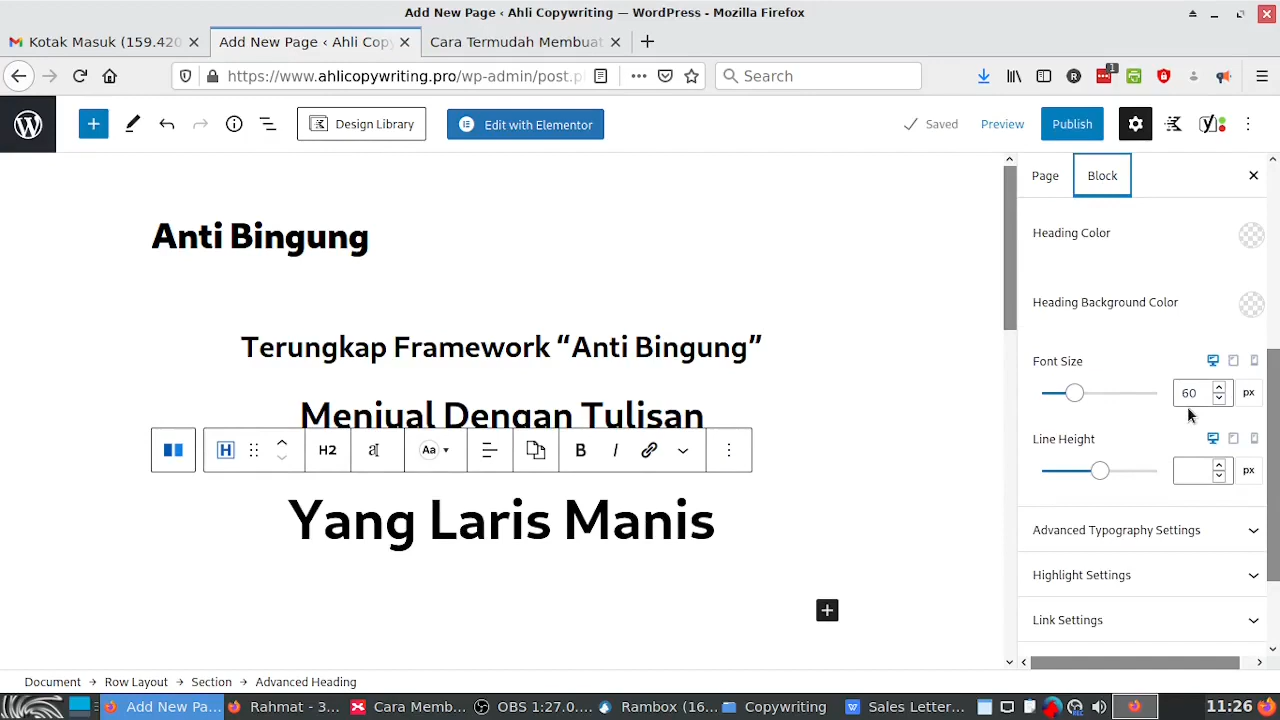 Add New Page ‹ Ahli Copywriting — WordPress - Mozilla Firefox
Kotak Masuk (159.420
Add New Page ‹ Ahli Copy
Cara Termudah Membuat
https://www.ahlicopywriting.pro/wp-admin/post.p
Search
1
Design Library
Edit with Elementor
Saved
Preview
Publish
Page
Block
Anti Bingung
Heading Color
Heading Background Color
Terungkap Framework “Anti Bingung”
Font Size
60
px
Menjual Dengan Tulisan
H
H2
Aa
B
I
Line Height
px
Yang Laris Manis
Advanced Typography Settings
Highlight Settings
Link Settings
Document → Row Layout → Section → Advanced Heading
Add New Pa...
Rahmat - 3...
Cara Memb...
OBS 1:27.0...
Rambox (16...
Copywriting
Sales Letter...
11:26